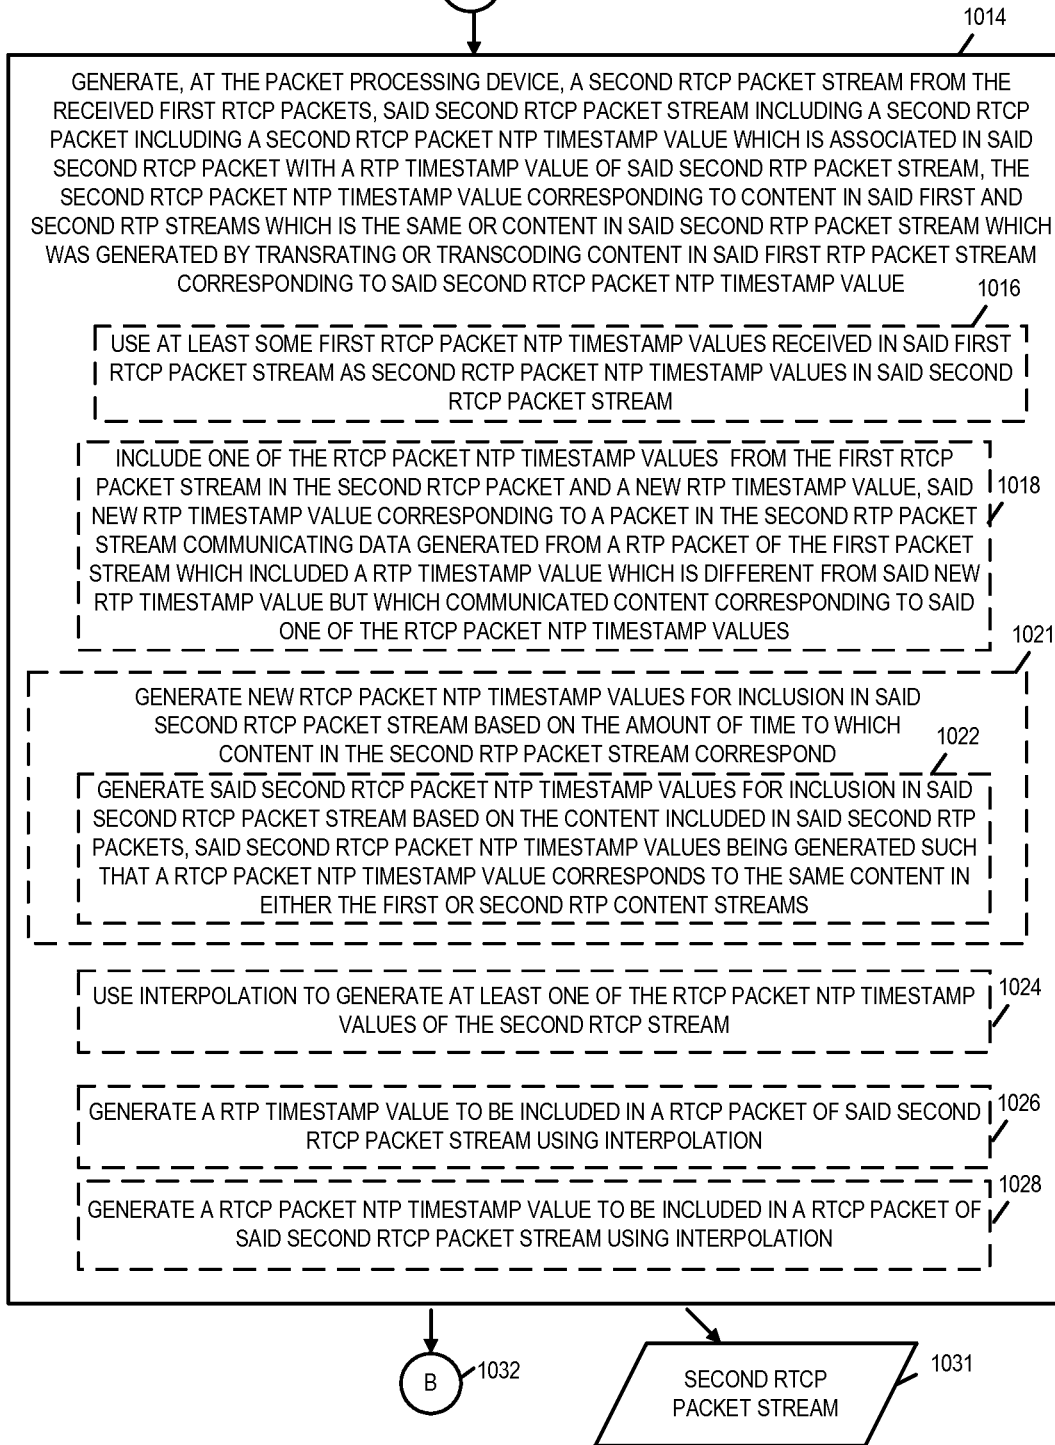 1014
GENERATE, AT THE PACKET PROCESSING DEVICE, A SECOND RTCP PACKET STREAM FROM THE
RECEIVED FIRST RTCP PACKETS, SAID SECOND RTCP PACKET STREAM INCLUDING A SECOND RTCP
PACKET INCLUDING A SECOND RTCP PACKET NTP TIMESTAMP VALUE WHICH IS ASSOCIATED IN SAID
SECOND RTCP PACKET WITH A RTP TIMESTAMP VALUE OF SAID SECOND RTP PACKET STREAM, THE
SECOND RTCP PACKET NTP TIMESTAMP VALUE CORRESPONDING TO CONTENT IN SAID FIRST AND
SECOND RTP STREAMS WHICH IS THE SAME OR CONTENT IN SAID SECOND RTP PACKET STREAM WHICH
WAS GENERATED BY TRANSRATING OR TRANSCODING CONTENT IN SAID FIRST RTP PACKET STREAM
CORRESPONDING TO SAID SECOND RTCP PACKET NTP TIMESTAMP VALUE
1016
USE AT LEAST SOME FIRST RTCP PACKET NTP TIMESTAMP VALUES RECEIVED IN SAID FIRST
RTCP PACKET STREAM AS SECOND RCTP PACKET NTP TIMESTAMP VALUES IN SAID SECOND
RTCP PACKET STREAM
INCLUDE ONE OF THE RTCP PACKET NTP TIMESTAMP VALUES FROM THE FIRST RTCP
PACKET STREAM IN THE SECOND RTCP PACKET AND A NEW RTP TIMESTAMP VALUE, SAID
1018
NEW RTP TIMESTAMP VALUE CORRESPONDING TO A PACKET IN THE SECOND RTP PACKET
STREAM COMMUNICATING DATA GENERATED FROM A RTP PACKET OF THE FIRST PACKET
STREAM WHICH INCLUDED A RTP TIMESTAMP VALUE WHICH IS DIFFERENT FROM SAID NEW
RTP TIMESTAMP VALUE BUT WHICH COMMUNICATED CONTENT CORRESPONDING TO SAID
ONE OF THE RTCP PACKET NTP TIMESTAMP VALUES
1021
GENERATE NEW RTCP PACKET NTP TIMESTAMP VALUES FOR INCLUSION IN SAID
SECOND RTCP PACKET STREAM BASED ON THE AMOUNT OF TIME TO WHICH
CONTENT IN THE SECOND RTP PACKET STREAM CORRESPOND
1022
GENERATE SAID SECOND RTCP PACKET NTP TIMESTAMP VALUES FOR INCLUSION IN SAID
SECOND RTCP PACKET STREAM BASED ON THE CONTENT INCLUDED IN SAID SECOND RTP
PACKETS, SAID SECOND RTCP PACKET NTP TIMESTAMP VALUES BEING GENERATED SUCH
THAT A RTCP PACKET NTP TIMESTAMP VALUE CORRESPONDS TO THE SAME CONTENT IN
EITHER THE FIRST OR SECOND RTP CONTENT STREAMS
USE INTERPOLATION TO GENERATE AT LEAST ONE OF THE RTCP PACKET NTP TIMESTAMP
VALUES OF THE SECOND RTCP STREAM
1024
GENERATE A RTP TIMESTAMP VALUE TO BE INCLUDED IN A RTCP PACKET OF SAID SECOND
RTCP PACKET STREAM USING INTERPOLATION
1026
GENERATE A RTCP PACKET NTP TIMESTAMP VALUE TO BE INCLUDED IN A RTCP PACKET OF
SAID SECOND RTCP PACKET STREAM USING INTERPOLATION
1028
B
1032
SECOND RTCP
PACKET STREAM
1031